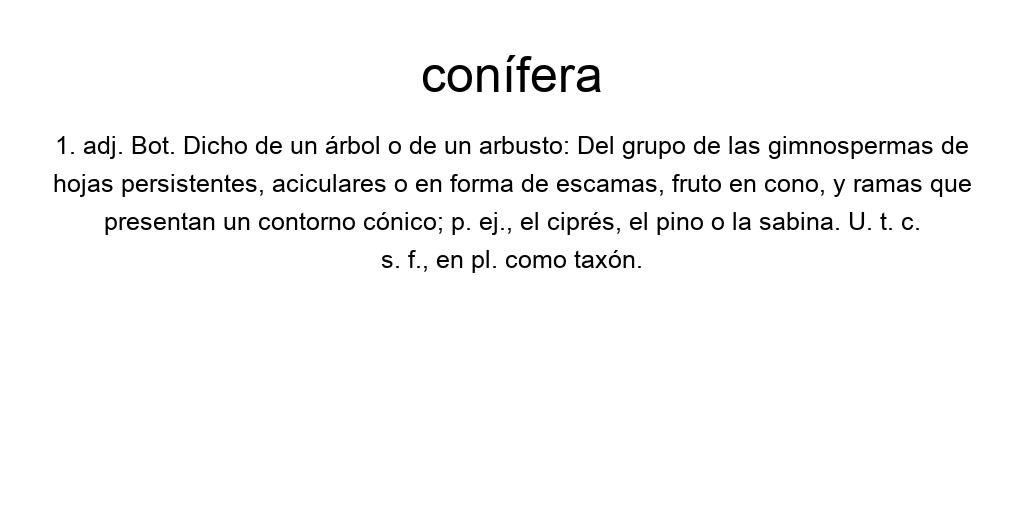 conífera
1. adj. Bot. Dicho de un árbol o de un arbusto: Del grupo de las gimnospermas de
hojas persistentes, aciculares o en forma de escamas, fruto en cono, y ramas que
presentan un contorno cónico; p. ej., el ciprés, el pino o la sabina. U. t. c.
s. f., en pl. como taxón.